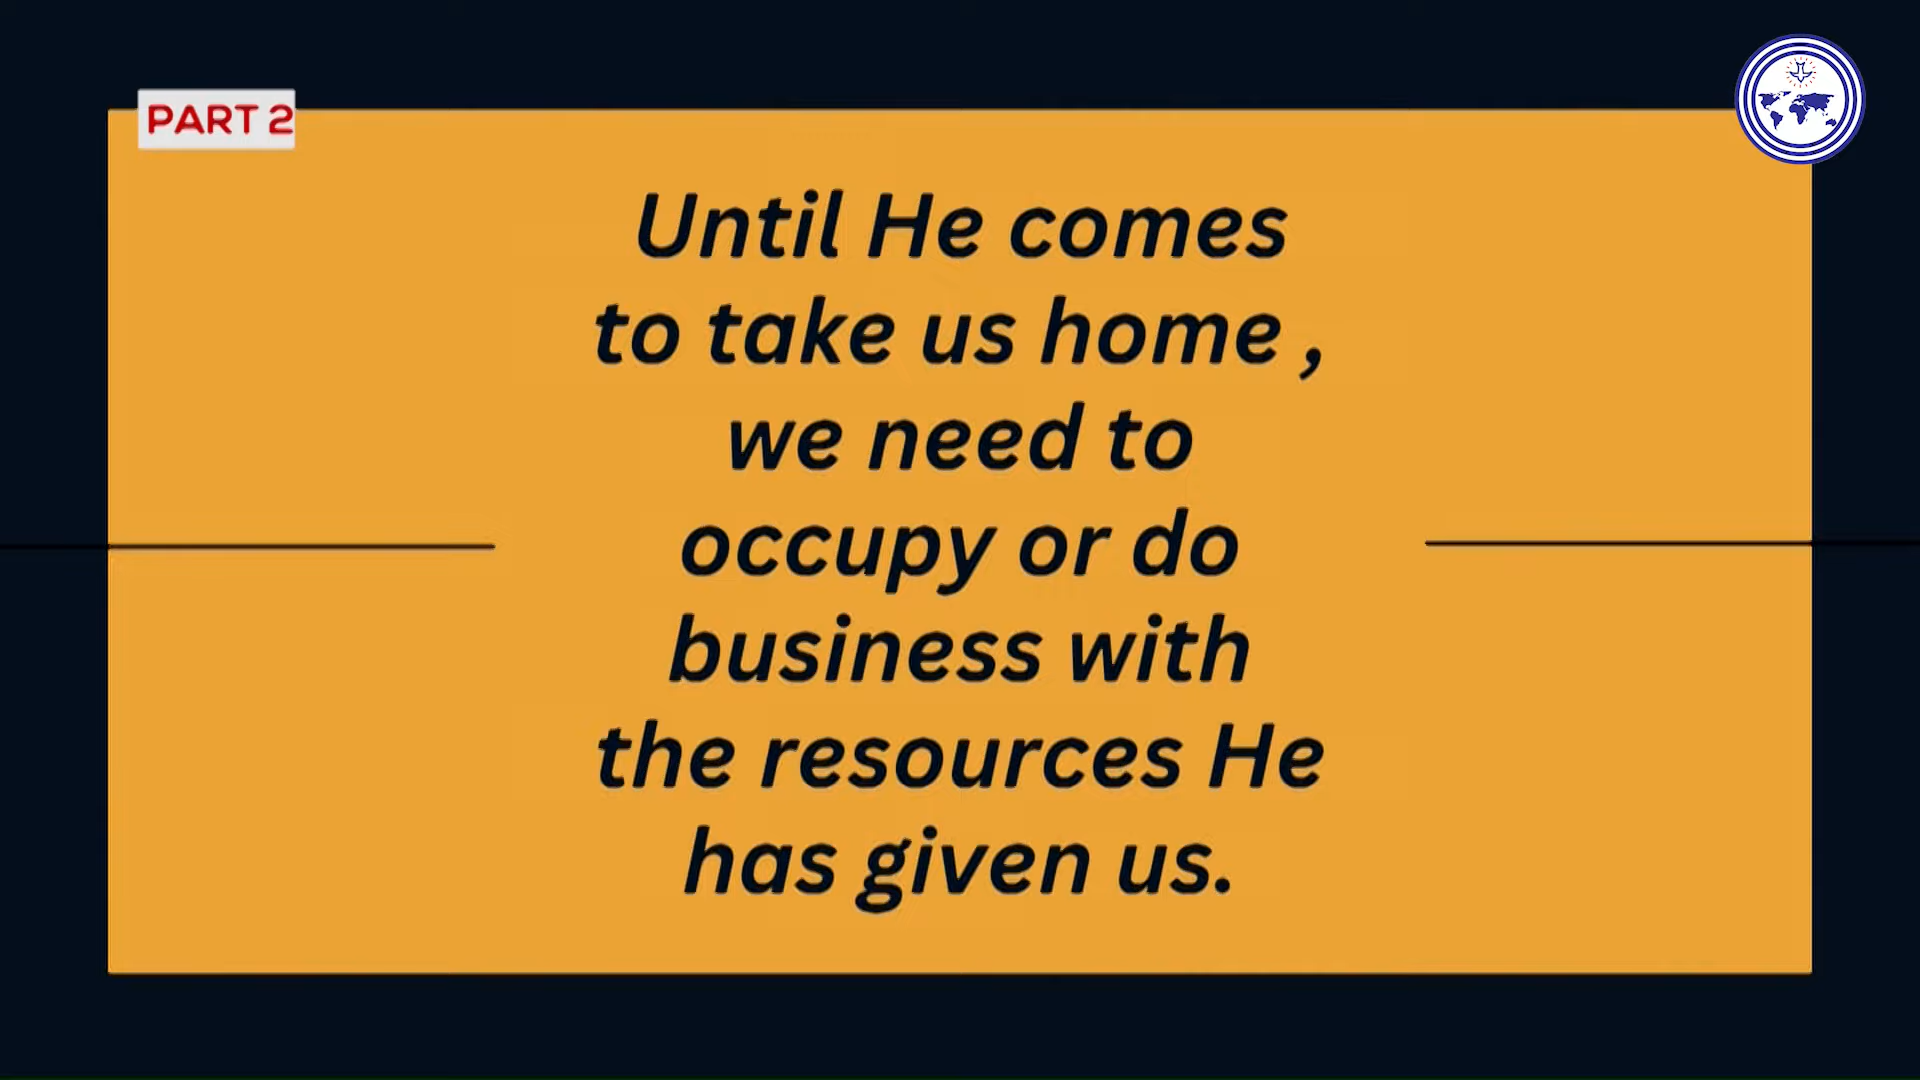 PART 2
Until He comes
to take us home ,
we need to
occupy or do
business with
the resources He
has given us.